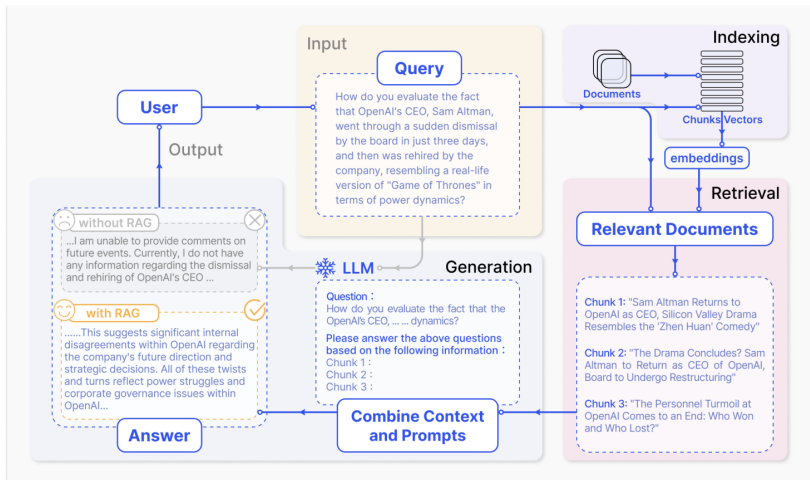 Input
Indexing
Query
Documents
Chunks Vectors
User
How do you evaluate the fact
that OpenAI's CEO, Sam Altman,
went through a sudden dismissal
by the board in just three days,
and then was rehired by the
company, resembling a real-life
version of "Game of Thrones" in
terms of power dynamics?
embeddings
Output
Retrieval
without RAG
...I am unable to provide comments on
future events. Currently, I do not have
any information regarding the dismissal
and rehiring of OpenAI's CEO ...
Relevant Documents
LLM
Generation
Question :
How do you evaluate the fact that the
OpenAI's CEO, ... ... dynamics?
Please answer the above questions
based on the following information :
Chunk 1 :
Chunk 2 :
Chunk 3 :
Chunk 1: "Sam Altman Returns to
OpenAI as CEO, Silicon Valley Drama
Resembles the 'Zhen Huan' Comedy"
Chunk 2: "The Drama Concludes? Sam
Altman to Return as CEO of OpenAI,
Board to Undergo Restructuring"
Chunk 3: "The Personnel Turmoil at
OpenAI Comes to an End: Who Won
and Who Lost?"
with RAG
......This suggests significant internal
disagreements within OpenAI regarding
the company's future direction and
strategic decisions. All of these twists
and turns reflect power struggles and
corporate governance issues within
OpenAI...
Combine Context
and Prompts
Answer